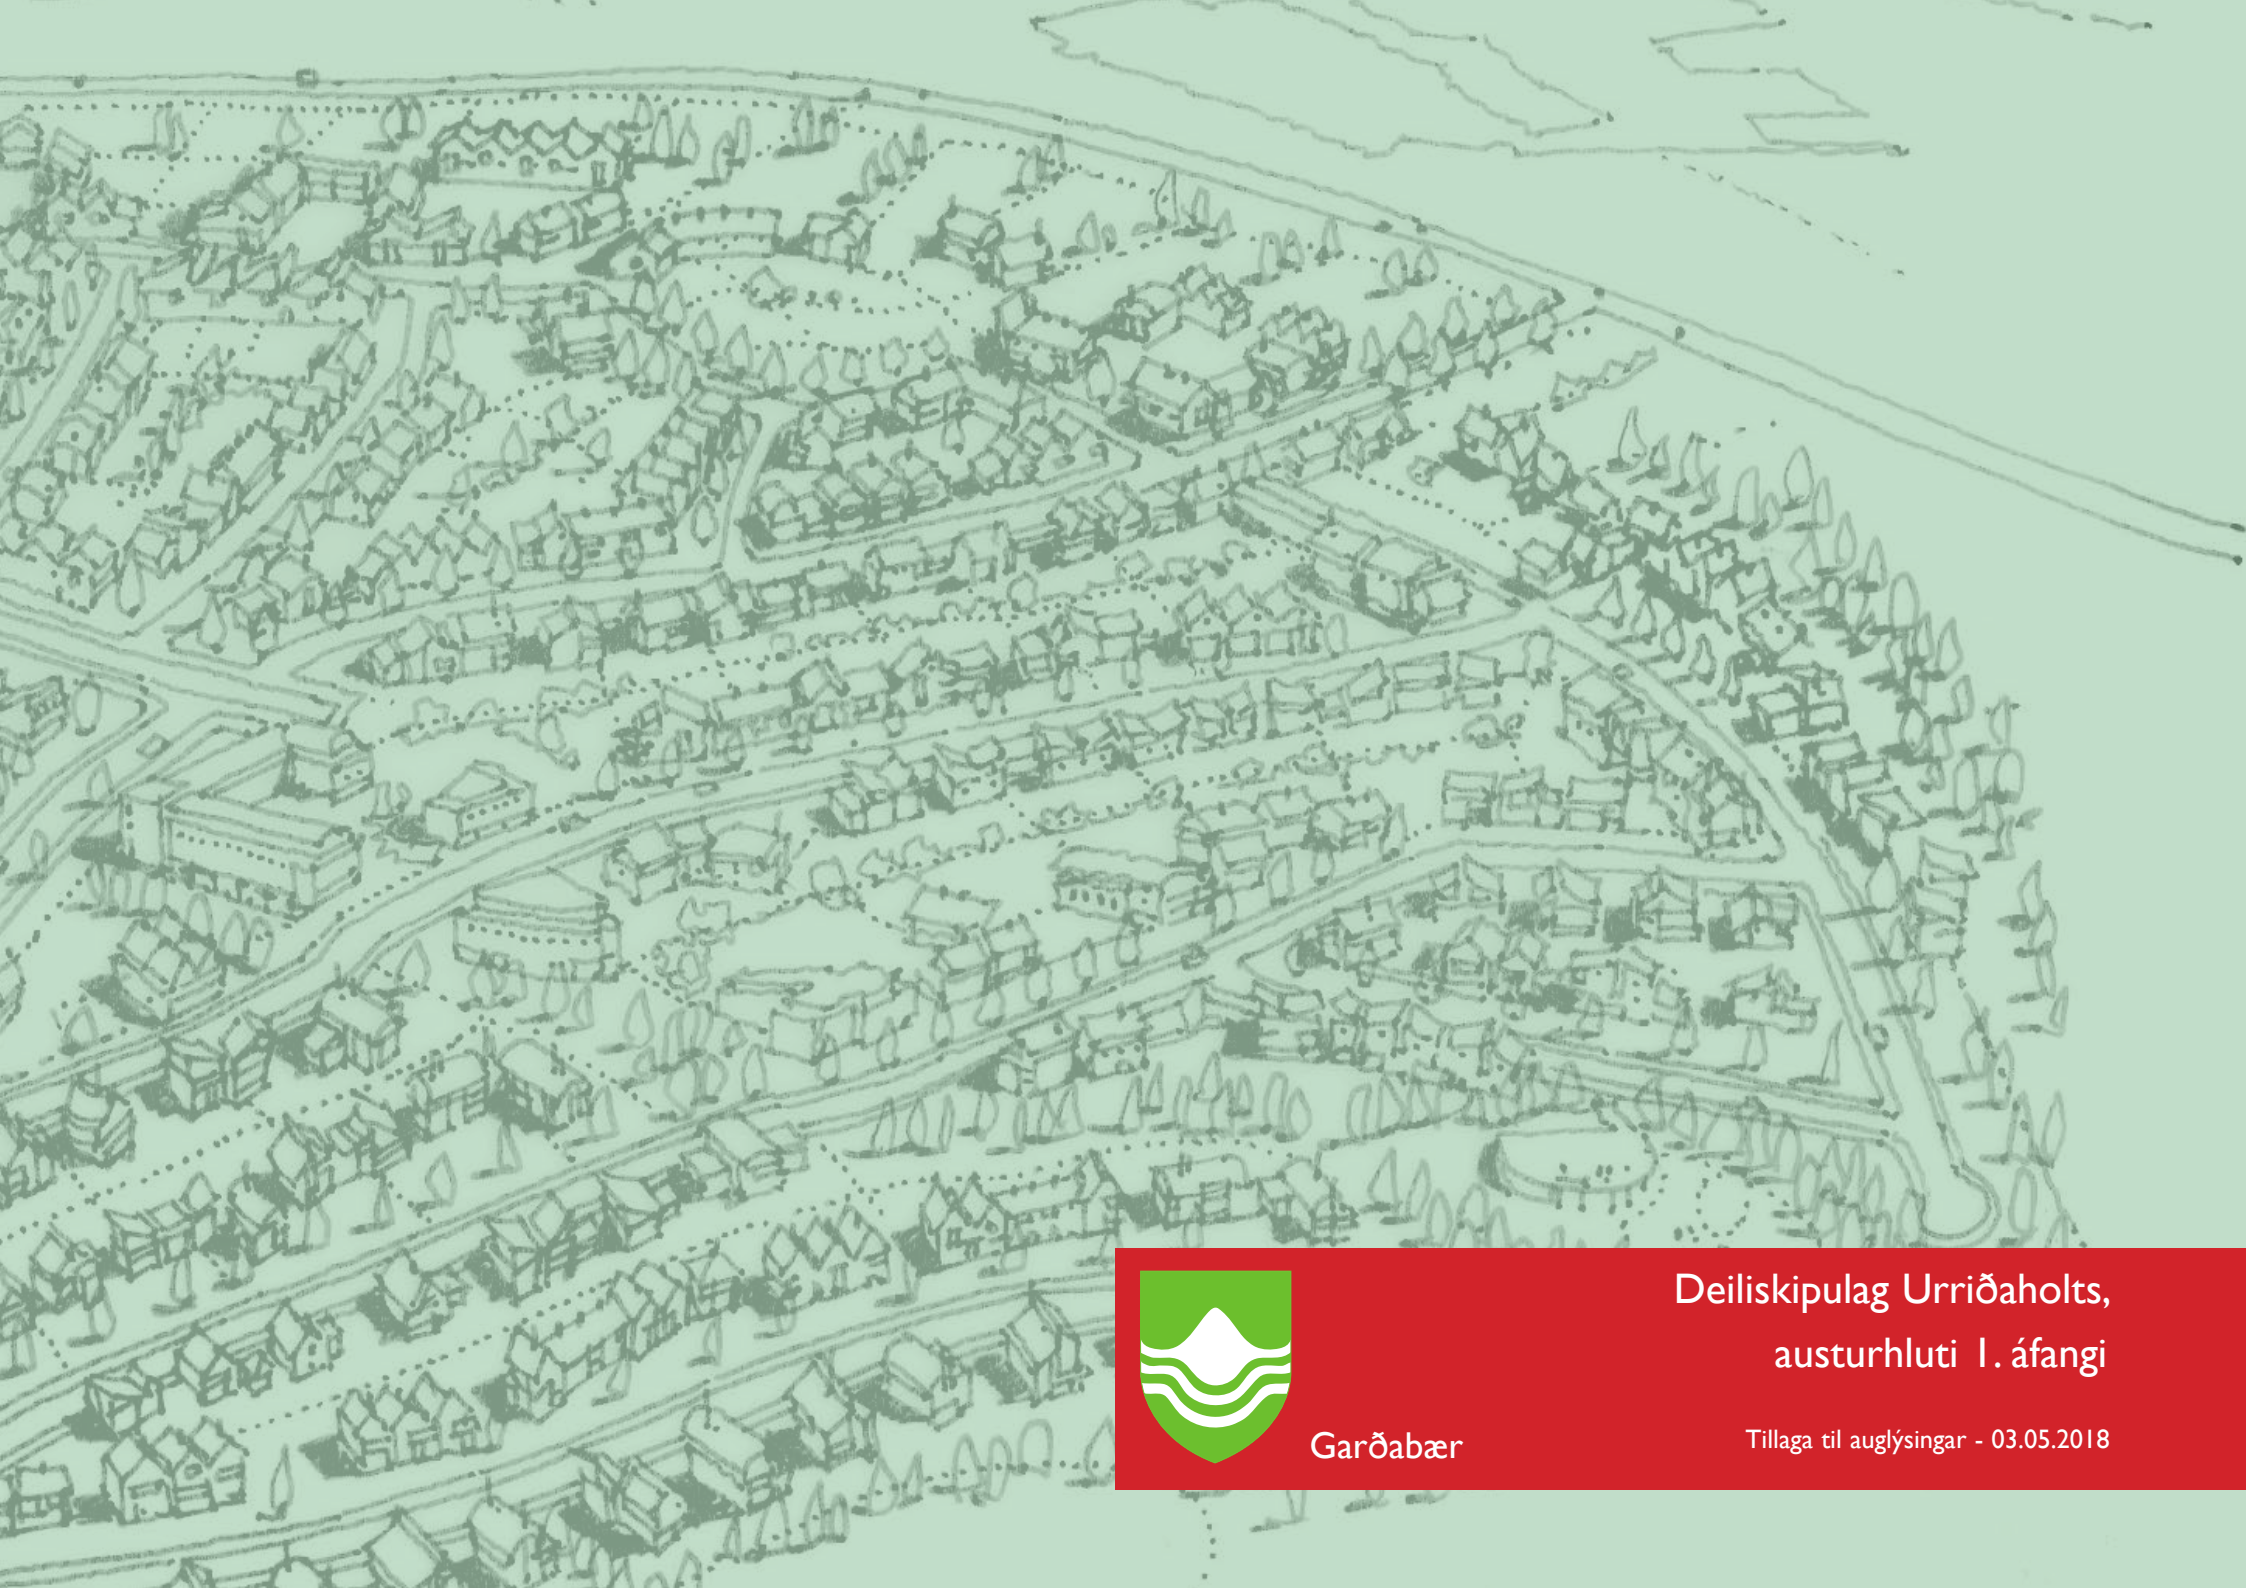 Deiliskipulag Urriðaholts,
austurhluti 1. áfangi
Garðabær
Tillaga til auglýsingar - 03.05.2018